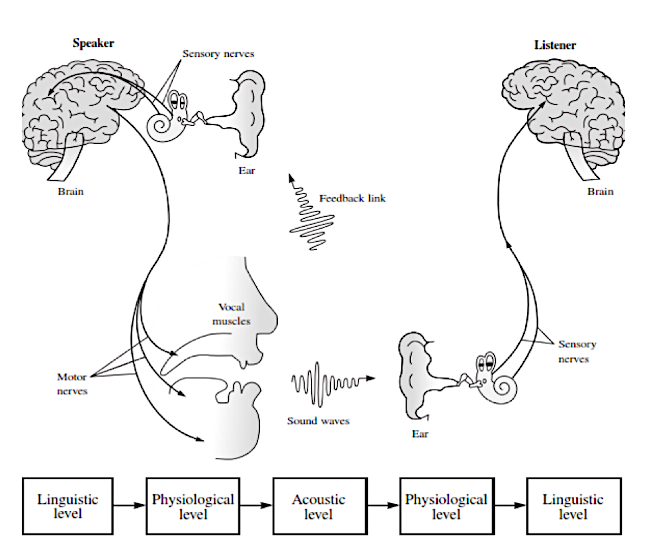 Speaker
Listener
Sensory nerves
Ear
Brain
Brain
Feedback link
Vocal
muscles
Motor
nerves
Sound waves
Sensory
nerves
Ear
Linguistic
level
Physiological
level
Acoustic
level
Physiological
level
Linguistic
level